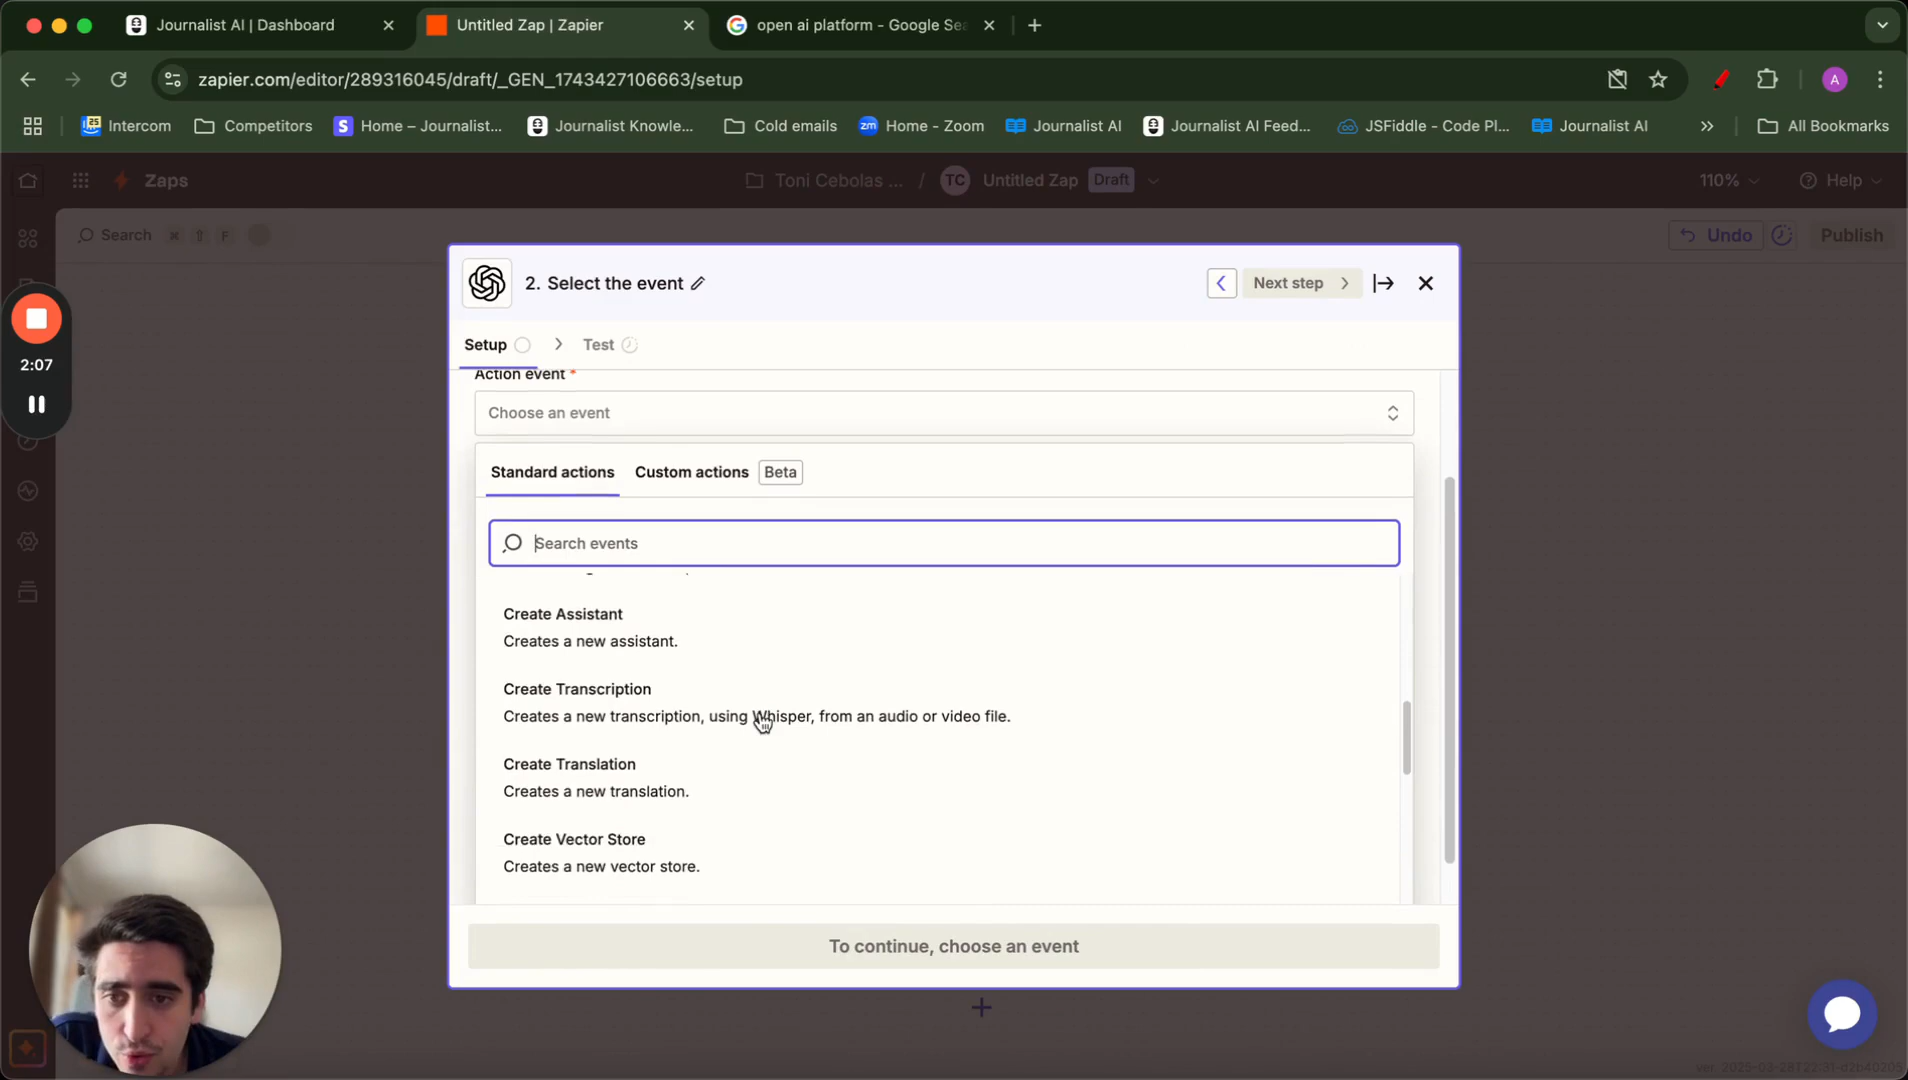 Journalist AI | Dashboard
Untitled Zap | Zapier
open ai platform - Google Sea
zapier.com/editor/289316045/draft/_GEN_1743427106663/setup
A
Intercom
Competitors
Home – Journalist...
Journalist Knowle...
Cold emails
Home - Zoom
Journalist AI
Journalist AI Feed...
JSFiddle - Code Pl...
Journalist AI
All Bookmarks
Zaps
Toni Cebolas ... / TC Untitled Zap Draft
110%
Help
Search ⌘ ⇧ F
Undo
Publish
2. Select the event
Next step
Setup
Test
2:07
Action event *
Choose an event
Standard actions
Custom actions
Beta
Search events
Create Assistant
Creates a new assistant.
Create Transcription
Creates a new transcription, using Whisper, from an audio or video file.
Create Translation
Creates a new translation.
Create Vector Store
Creates a new vector store.
To continue, choose an event